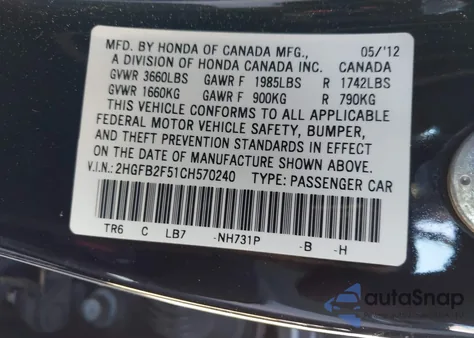 MFD. BY HONDA OF CANADA MFG., 05/'12
A DIVISION OF HONDA CANADA INC. CANADA
GVWR 3660LBS GAWR F 1985LBS R 1742LBS
GVWR 1660KG GAWR F 900KG R 790KG
THIS VEHICLE CONFORMS TO ALL APPLICABLE
FEDERAL MOTOR VEHICLE SAFETY, BUMPER,
AND THEFT PREVENTION STANDARDS IN EFFECT
ON THE DATE OF MANUFACTURE SHOWN ABOVE.
V.I.N.: 2HGFB2F51CH570240 TYPE: PASSENGER CAR
TR6 C LB7 -NH731P -B -H
autoSnap